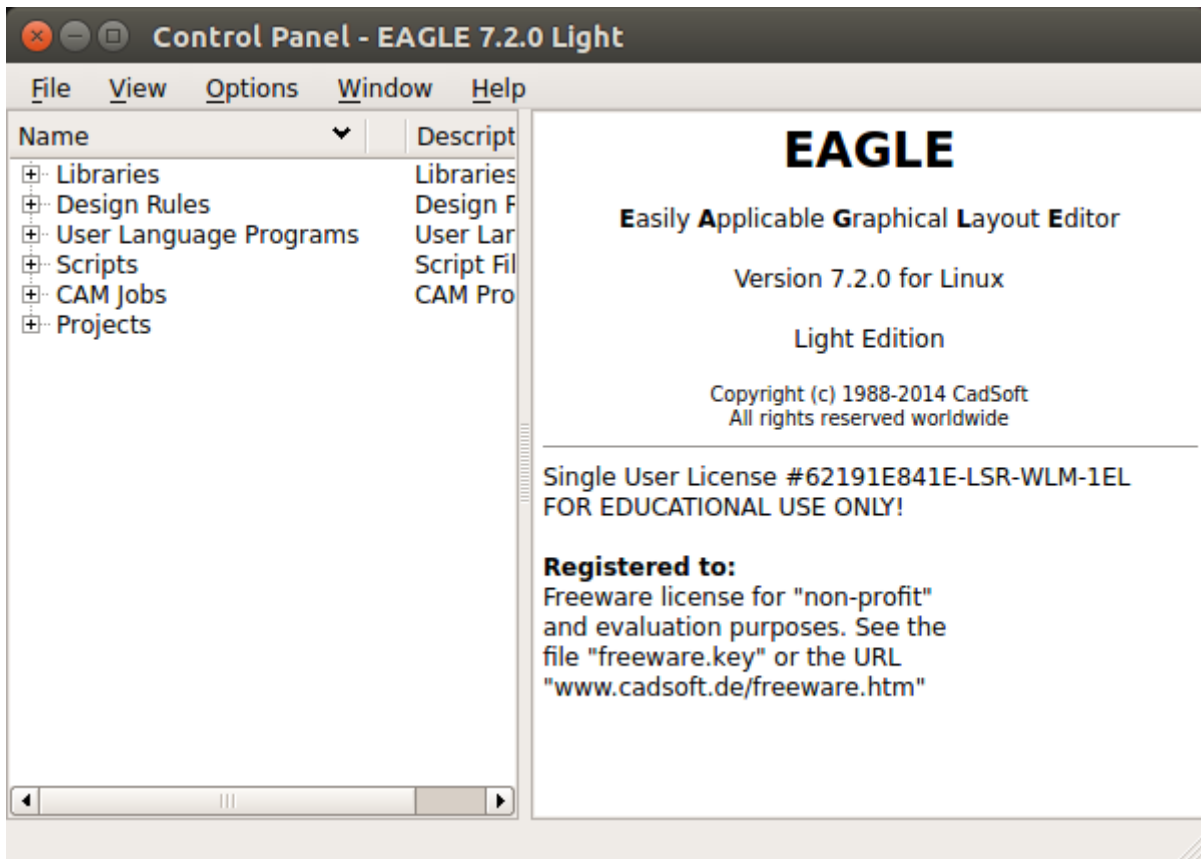 Control Panel - EAGLE 7.2.0 Light
File View Options Window Help
Name Descript
Libraries Libraries
Design Rules Design R
User Language Programs User Lan
Scripts Script Fil
CAM Jobs CAM Pro
Projects
EAGLE
Easily Applicable Graphical Layout Editor
Version 7.2.0 for Linux
Light Edition
Copyright (c) 1988-2014 CadSoft
All rights reserved worldwide
Single User License #62191E841E-LSR-WLM-1EL
FOR EDUCATIONAL USE ONLY!
Registered to:
Freeware license for "non-profit"
and evaluation purposes. See the
file "freeware.key" or the URL
"www.cadsoft.de/freeware.htm"